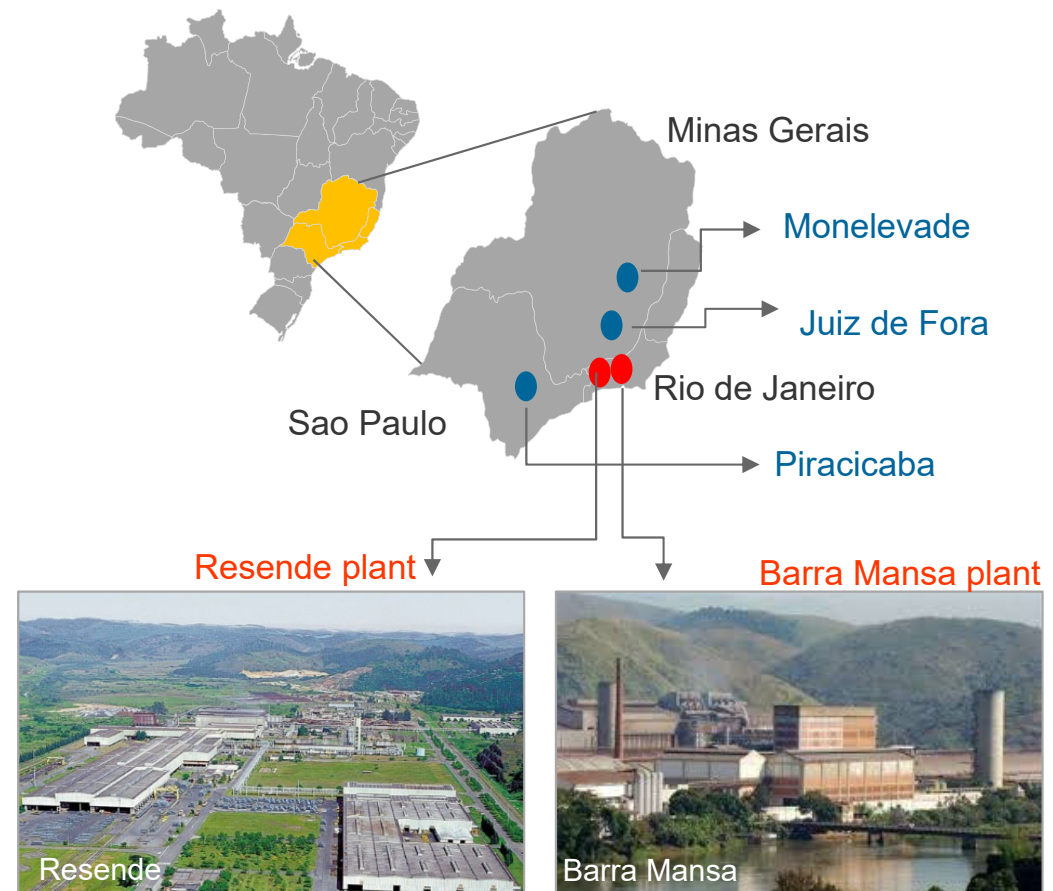 Minas Gerais
Monelevade
Juiz de Fora
Rio de Janeiro
Sao Paulo
Piracicaba
Resende plant
Barra Mansa plant
Resende
Barra Mansa